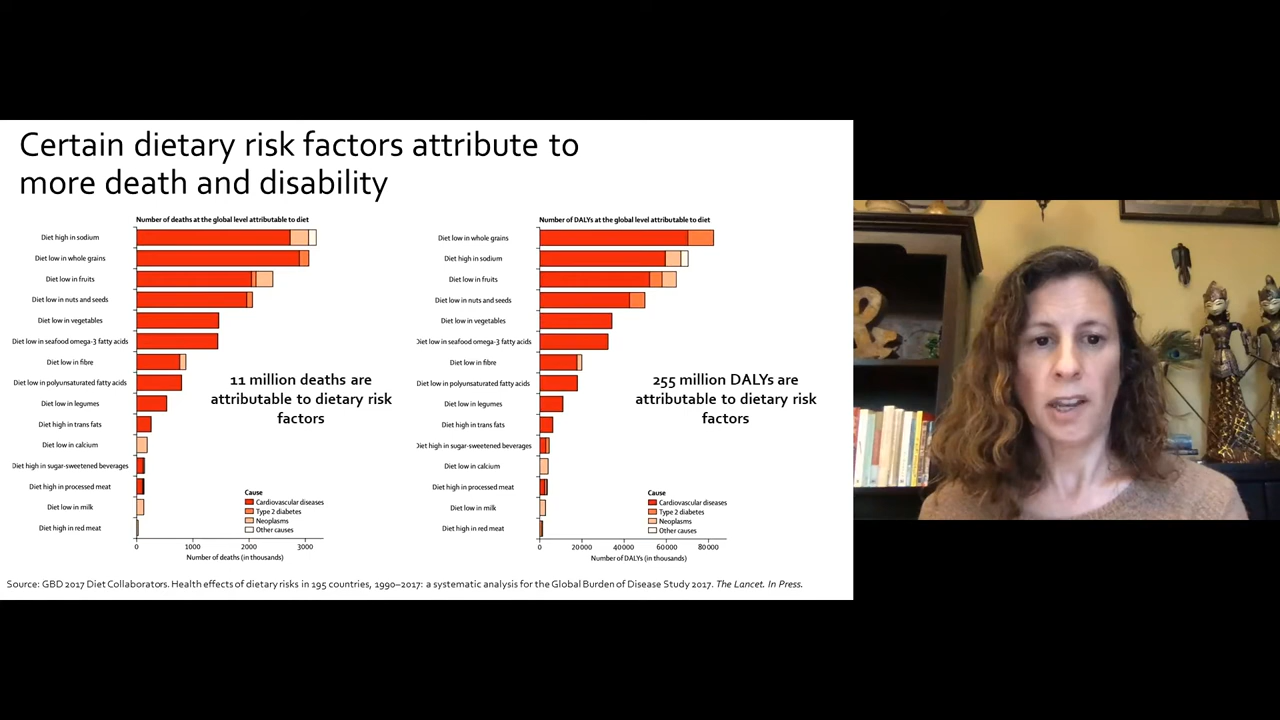 Certain dietary risk factors attribute to
more death and disability
Number of deaths at the global level attributable to diet
Diet high in sodium
Diet low in whole grains
Diet low in fruits
Diet low in nuts and seeds
Diet low in vegetables
Diet low in seafood omega-3 fatty acids
Diet low in fibre
Diet low in polyunsaturated fatty acids
Diet low in legumes
Diet high in trans fats
Diet low in calcium
Diet high in sugar-sweetened beverages
Diet high in processed meat
Diet low in milk
Diet high in red meat
11 million deaths are
attributable to dietary risk
factors
Cause
Cardiovascular diseases
Type 2 diabetes
Neoplasms
Other causes
0 1000 2000 3000
Number of deaths (in thousands)
Number of DALYs at the global level attributable to diet
Diet low in whole grains
Diet high in sodium
Diet low in fruits
Diet low in nuts and seeds
Diet low in vegetables
Diet low in seafood omega-3 fatty acids
Diet low in fibre
Diet low in polyunsaturated fatty acids
Diet low in legumes
Diet high in trans fats
Diet high in sugar-sweetened beverages
Diet low in calcium
Diet high in processed meat
Diet low in milk
Diet high in red meat
255 million DALYs are
attributable to dietary risk
factors
Cause
Cardiovascular diseases
Type 2 diabetes
Neoplasms
Other causes
0 20 000 40 000 60 000 80 000
Number of DALYs (in thousands)
Source: GBD 2017 Diet Collaborators. Health effects of dietary risks in 195 countries, 1990–2017: a systematic analysis for the Global Burden of Disease Study 2017. The Lancet. In Press.